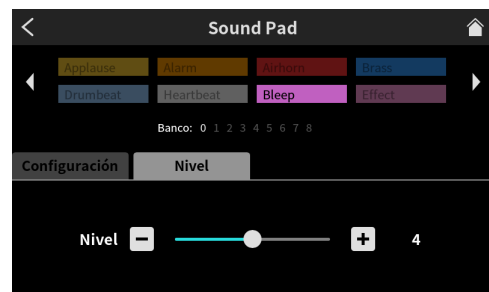 Sound Pad
Applause Alarm Airhorn Brass
Drumbeat Heartbeat Bleep Effect
Banco: 0 1 2 3 4 5 6 7 8
Configuración Nivel
Nivel 4